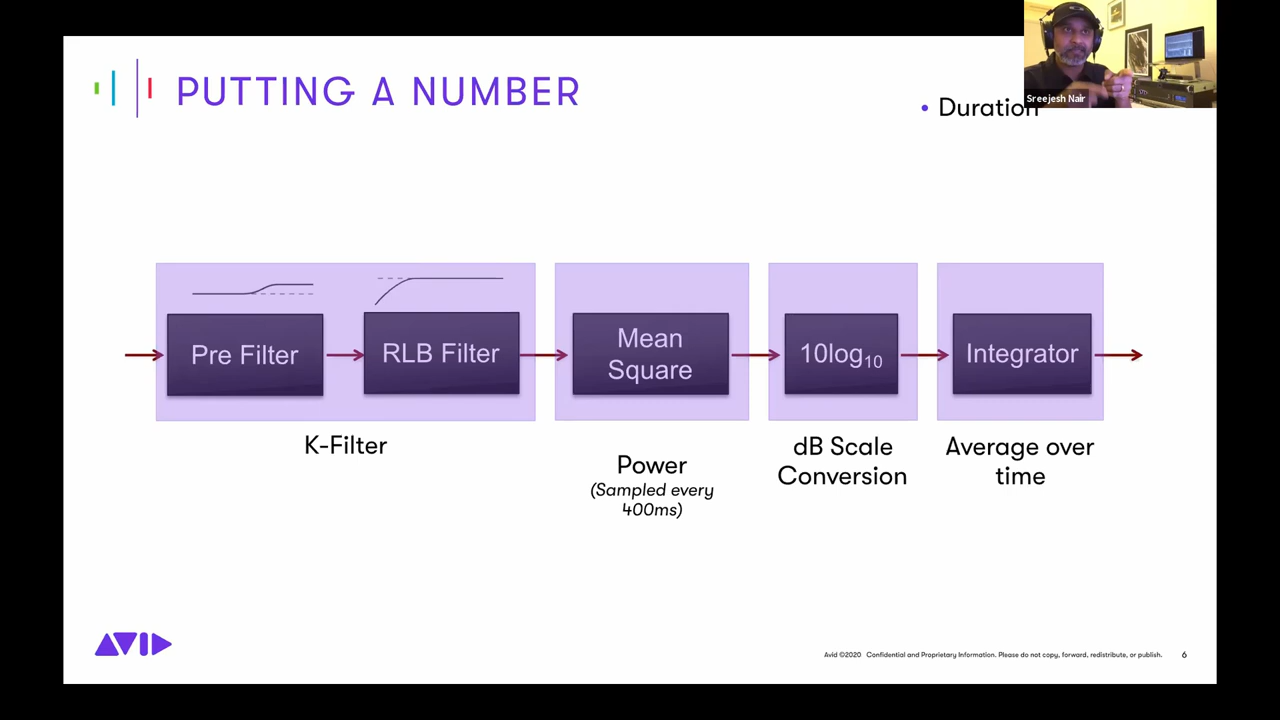 PUTTING A NUMBER
• Duration
Sreejesh Nair
Pre Filter
RLB Filter
Mean
Square
10log10
Integrator
K-Filter
Power
(Sampled every
400ms)
dB Scale
Conversion
Average over
time
AVID
Avid ©2020 Confidential and Proprietary Information. Please do not copy, forward, redistribute, or publish.
6